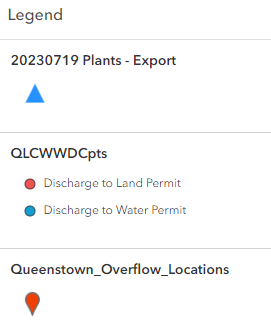 Legend
20230719 Plants - Export
QLCWWDCpts
Discharge to Land Permit
Discharge to Water Permit
Queenstown_Overflow_Locations